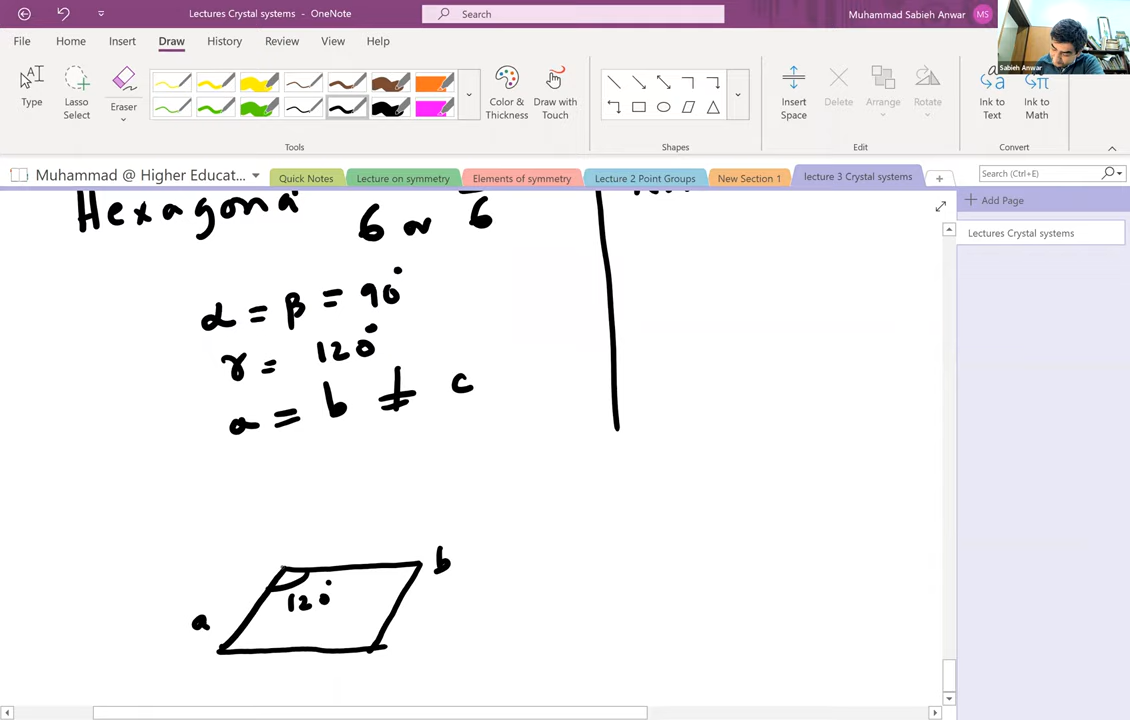 Lectures Crystal systems - OneNote
Search
Muhammad Sabieh Anwar
MS
File Home Insert Draw History Review View Help
Type
Lasso Select
Eraser
Color & Thickness
Draw with Touch
Insert Space
Delete
Arrange
Rotate
Ink to Text
Ink to Math
Tools
Shapes
Edit
Convert
Sabieh Anwar
Muhammad @ Higher Educat...
Quick Notes
Lecture on symmetry
Elements of symmetry
Lecture 2 Point Groups
New Section 1
lecture 3 Crystal systems
Search (Ctrl+E)
Add Page
Lectures Crystal systems
Hexagonal
6 or 6̅
α = β = 90°
γ = 120°
a = b ≠ c
b
120°
a